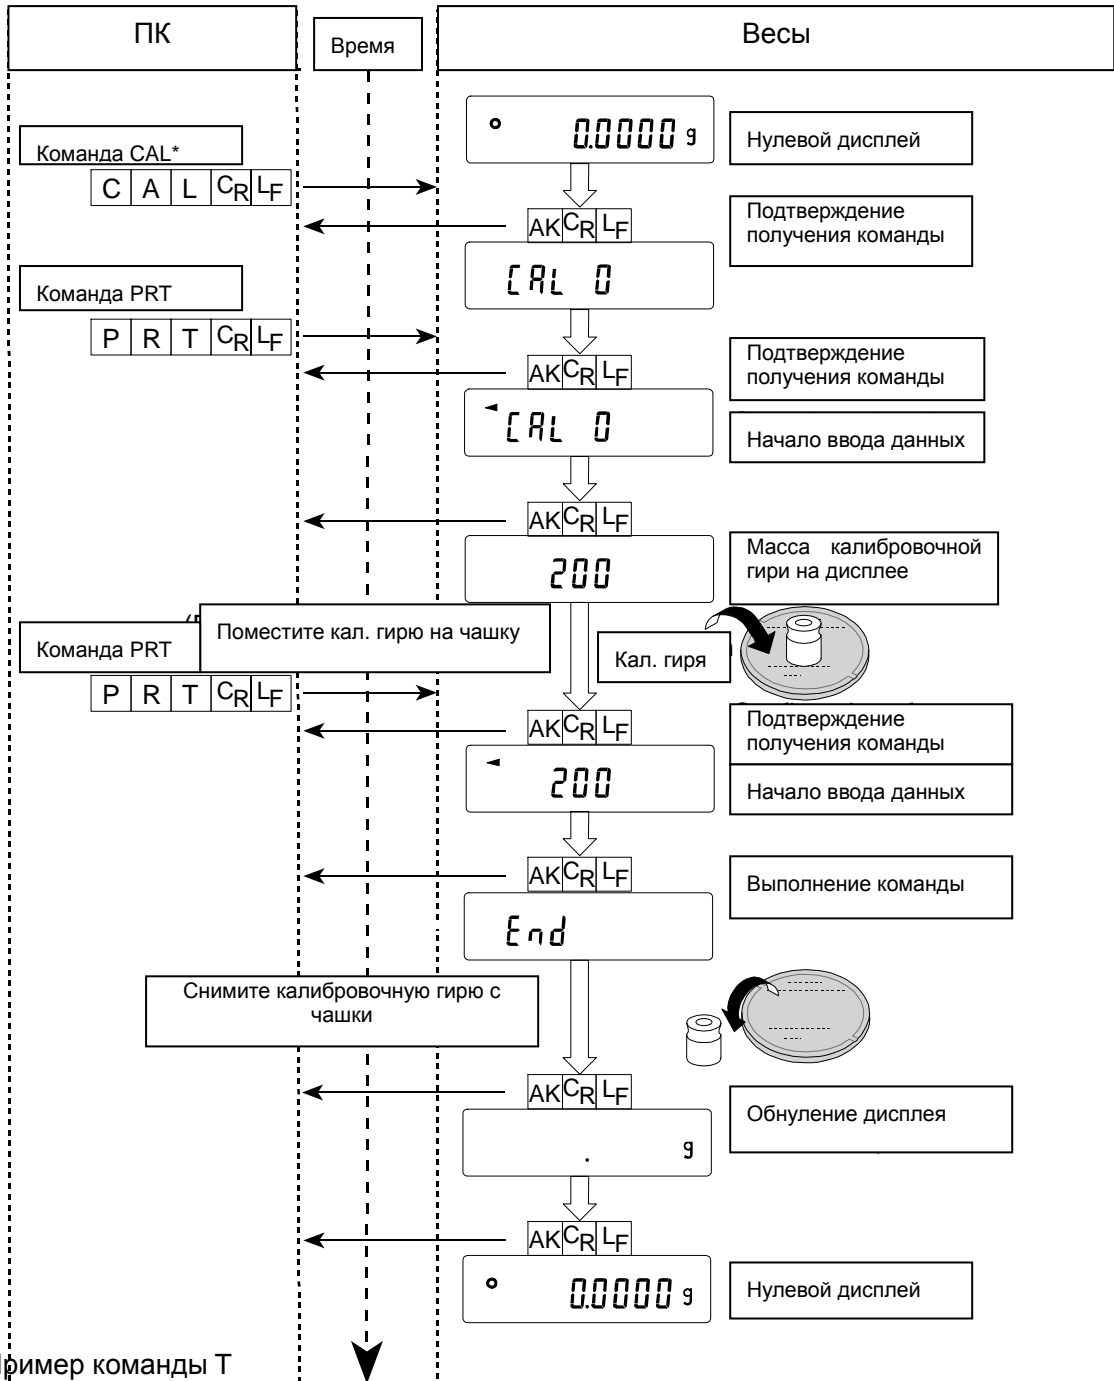 ПК
Время
Весы
0.0000 g
Нулевой дисплей
Команда CAL*
C A L CR LF
AK CR LF
Подтверждение
получения команды
CAL 0
Команда PRT
P R T CR LF
AK CR LF
Подтверждение
получения команды
CAL 0
Начало ввода данных
AK CR LF
Масса калибровочной
гири на дисплее
200
Поместите кал. гирю на чашку
Команда PRT
Кал. гиря
P R T CR LF
AK CR LF
Подтверждение
получения команды
200
Начало ввода данных
AK CR LF
Выполнение команды
End
Снимите калибровочную гирю с
чашки
AK CR LF
Обнуление дисплея
. g
AK CR LF
0.0000 g
Нулевой дисплей
Пример команды T